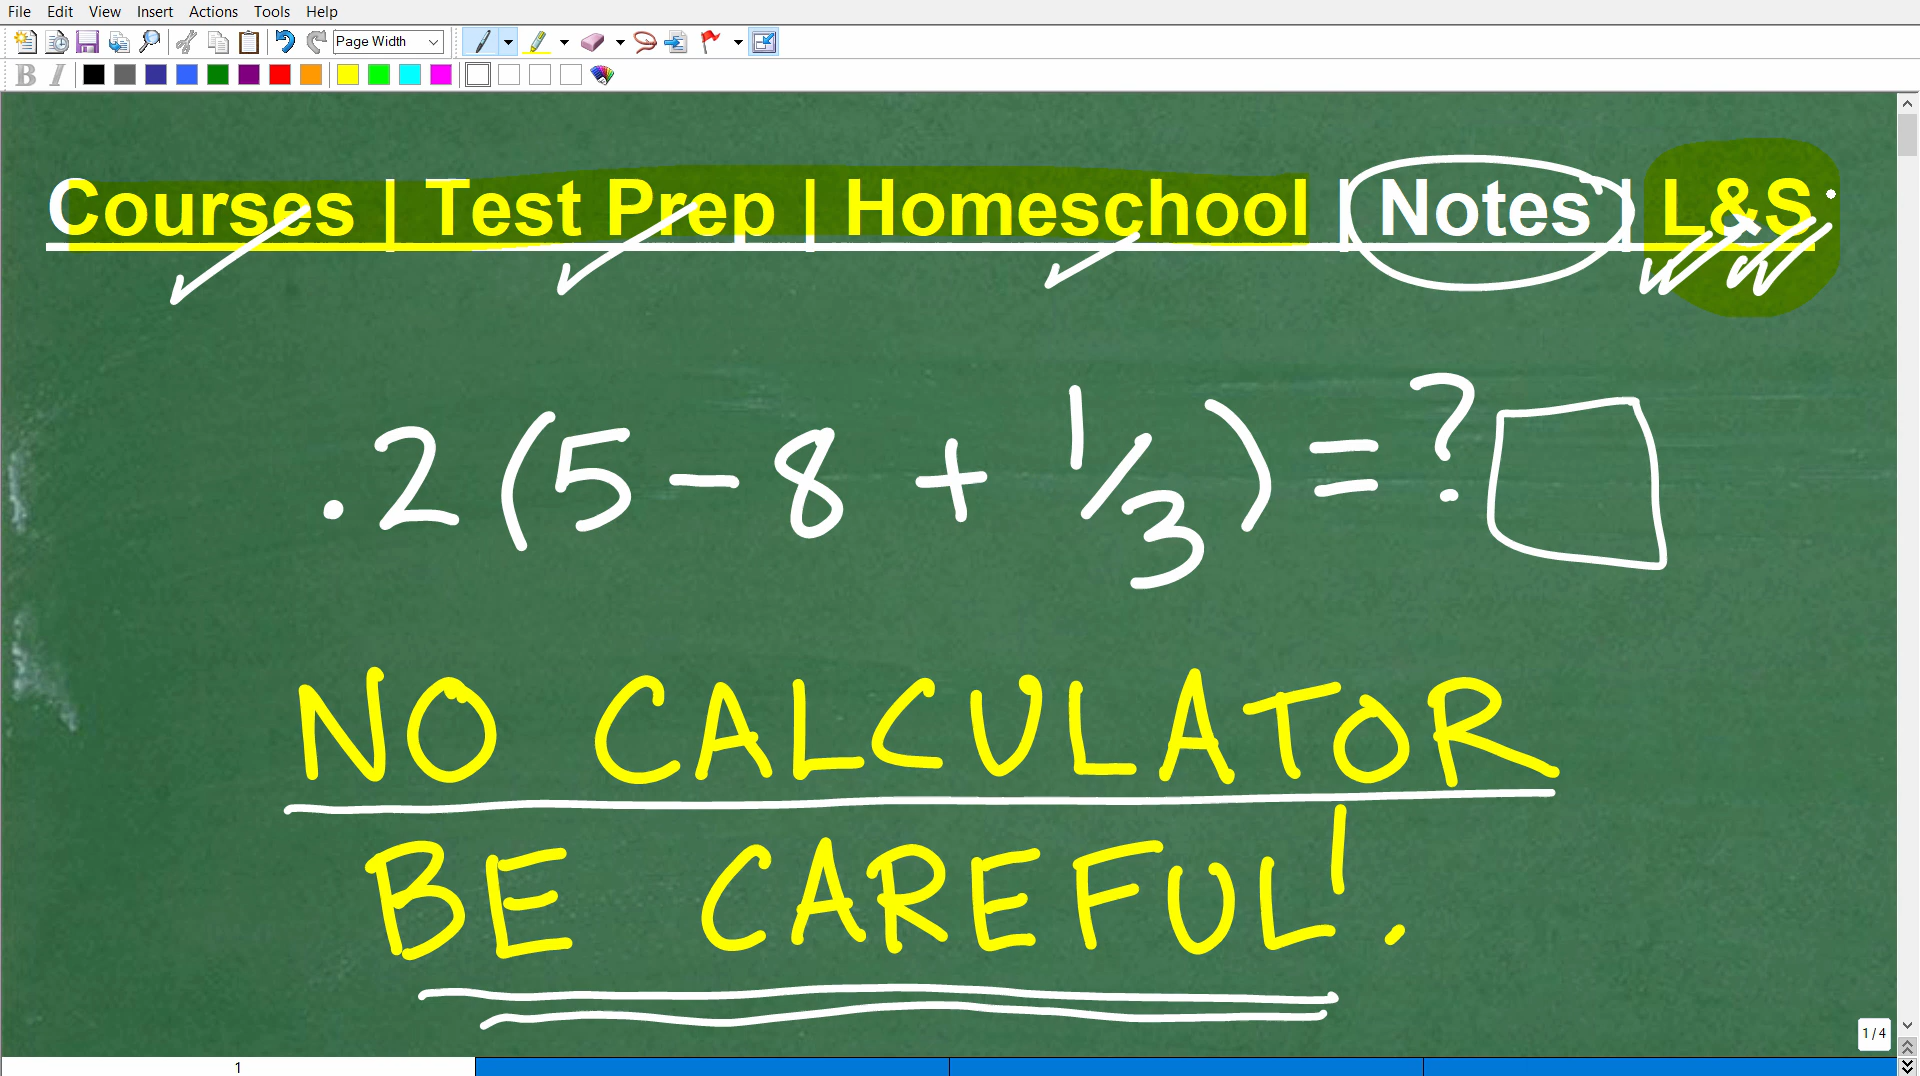 File Edit View Insert Actions Tools Help
Page Width
B I
Courses | Test Prep | Homeschool | Notes | L&S
.2(5-8 + 1/3) = ?
NO CALCULATOR
BE CAREFUL!
1 / 4
1